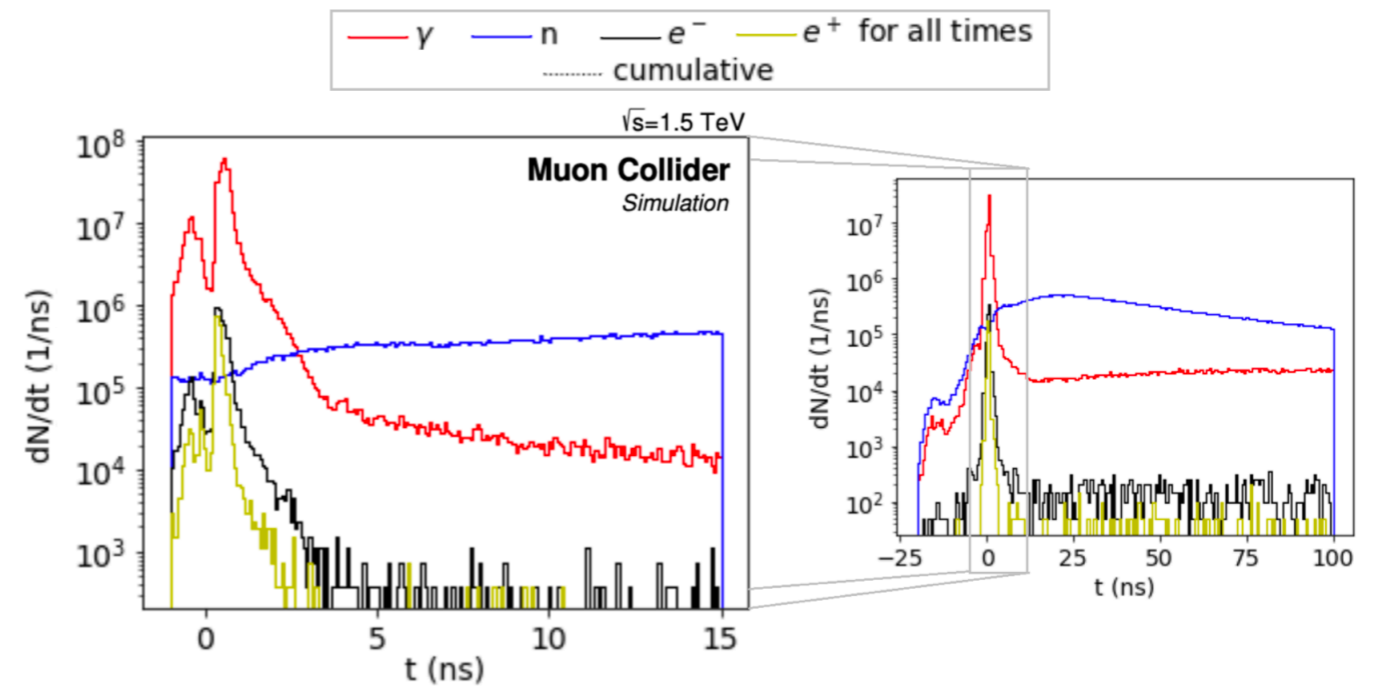 γ n e⁻ e⁺ for all times
cumulative
√s=1.5 TeV
Muon Collider
Simulation
10⁸
10⁷
10⁶
10⁵
10⁴
10³
dN/dt (1/ns)
0 5 10 15
t (ns)
10⁷
10⁶
10⁵
10⁴
10³
10²
dN/dt (1/ns)
−25 0 25 50 75 100
t (ns)